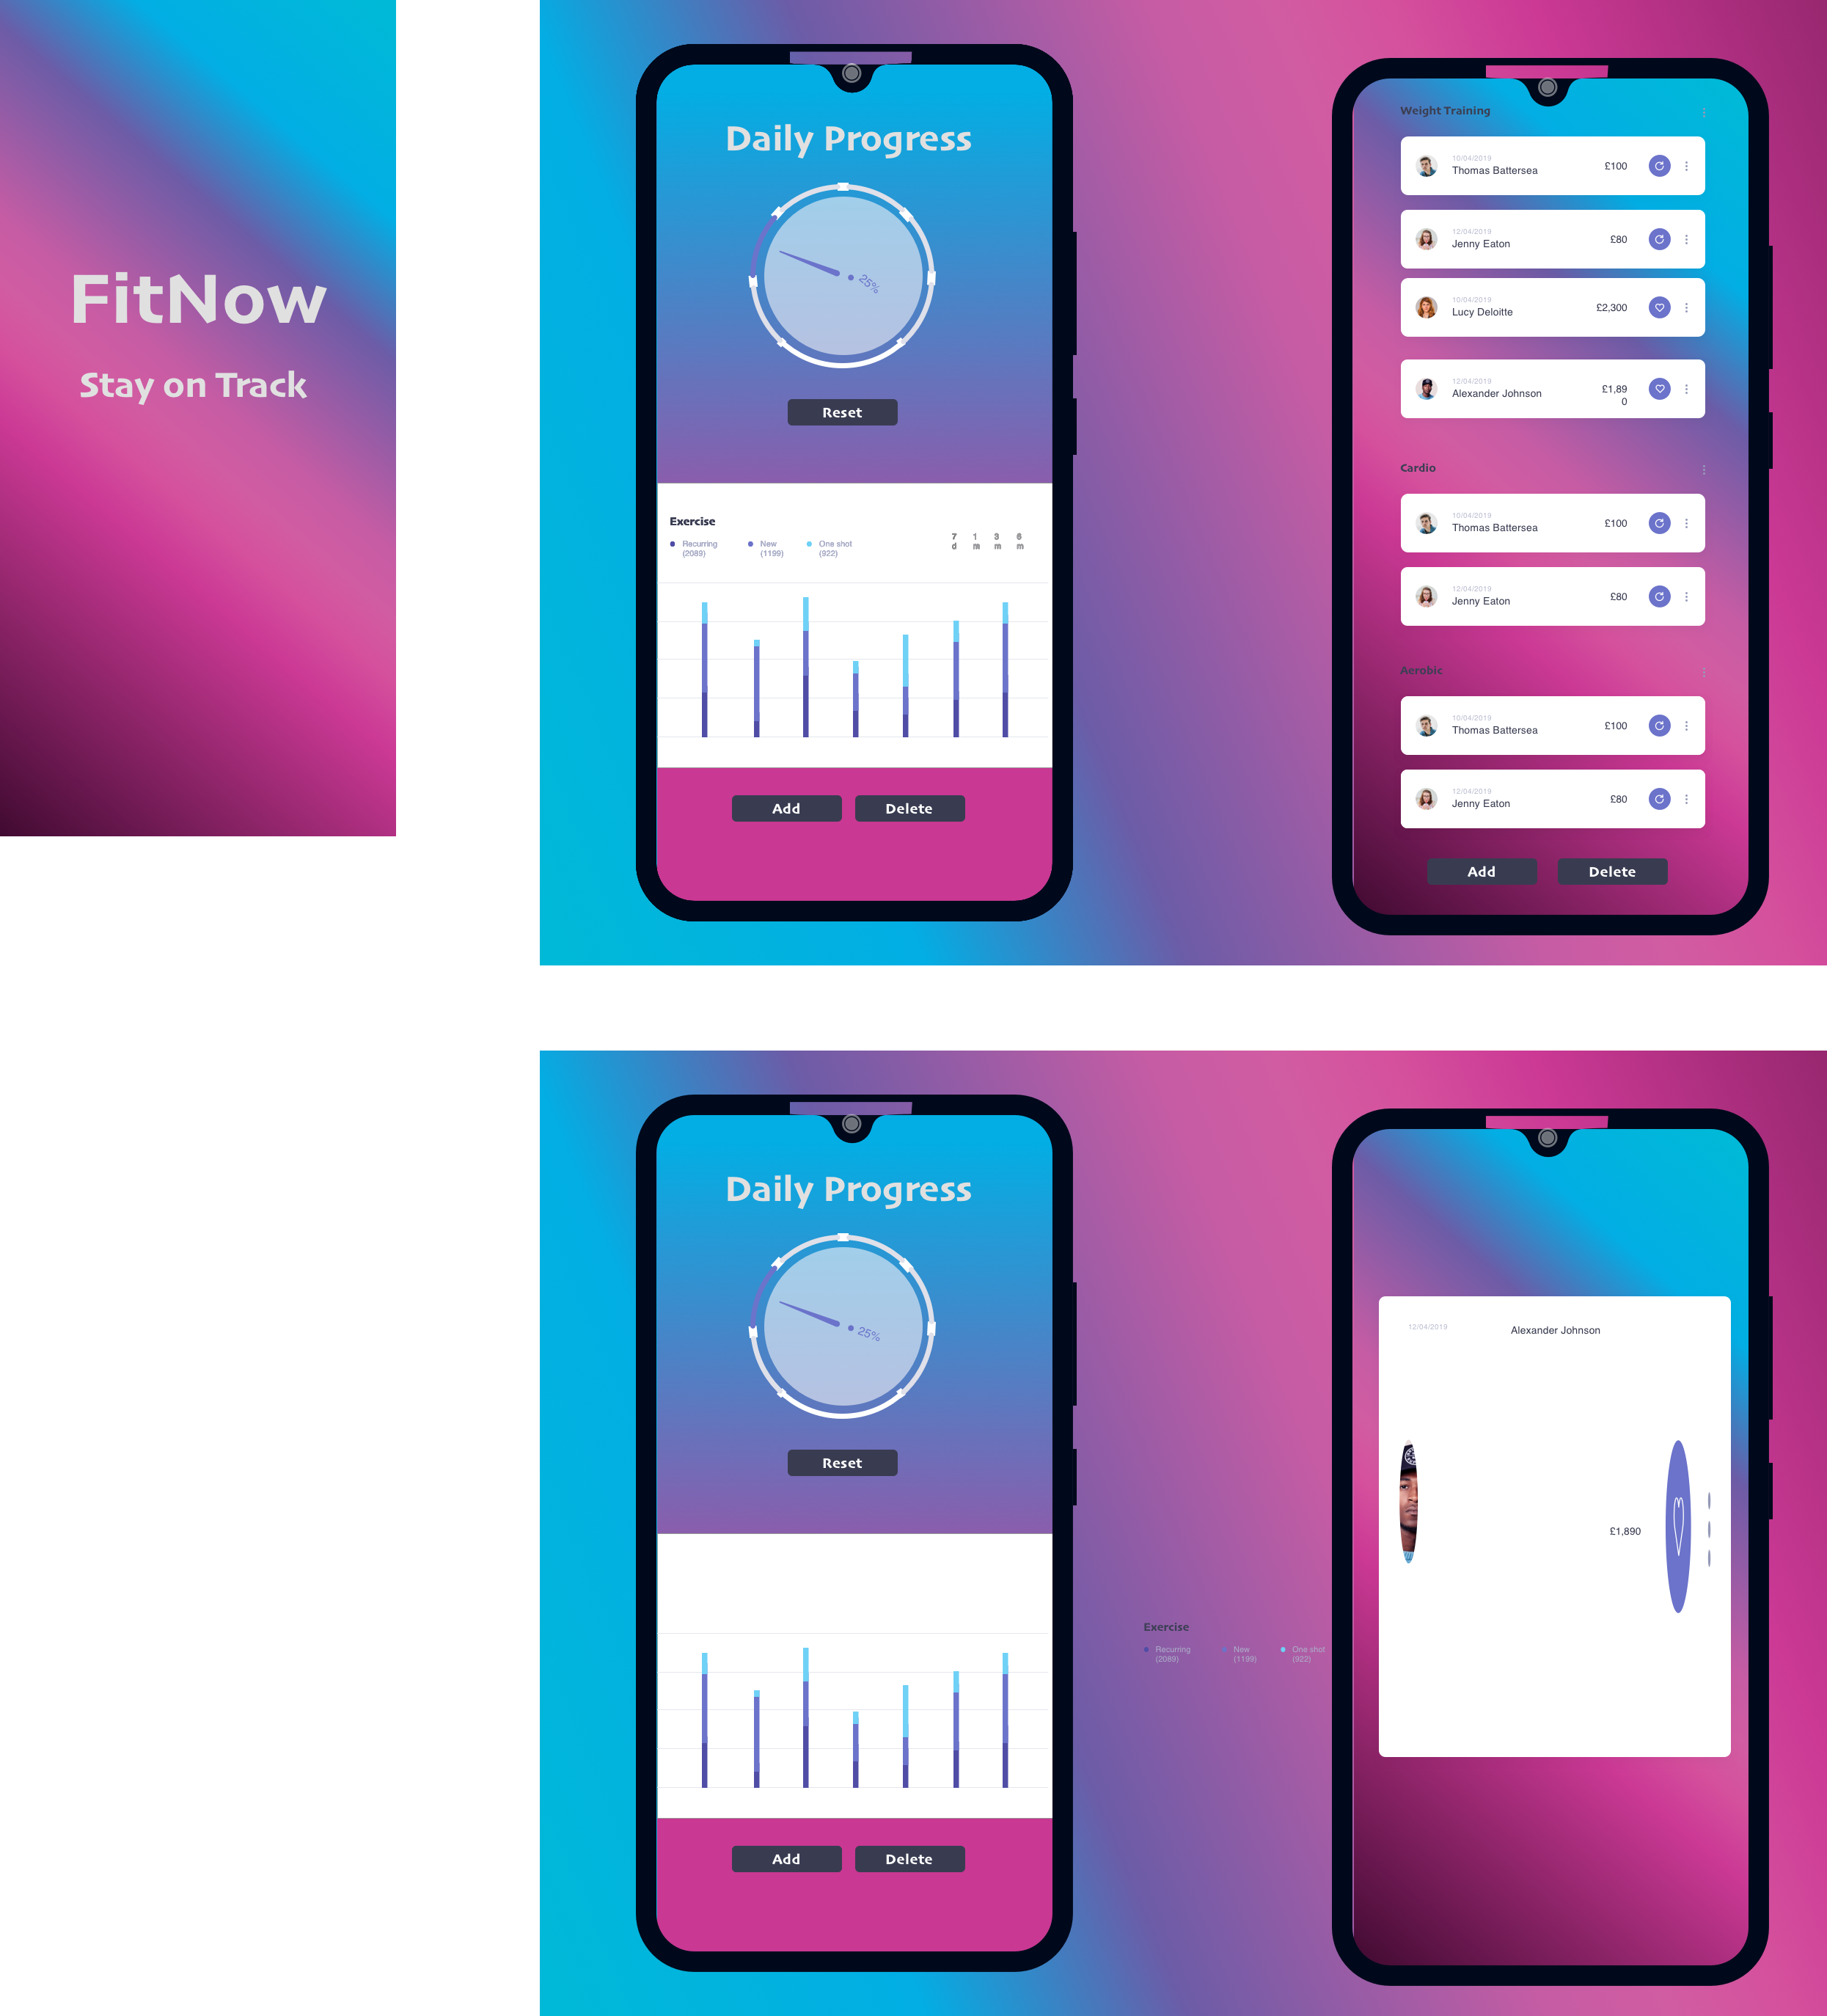 FitNow
Stay on Track
Daily Progress
25%
Reset
Exercise
Recurring
(2089)
New
(1199)
One shot
(922)
7
d
1
m
3
m
6
m
Add
Delete
Weight Training
10/04/2019
Thomas Battersea
£100
12/04/2019
Jenny Eaton
£80
10/04/2019
Lucy Deloitte
£2,300
12/04/2019
Alexander Johnson
£1,89
0
Cardio
10/04/2019
Thomas Battersea
£100
12/04/2019
Jenny Eaton
£80
Aerobic
10/04/2019
Thomas Battersea
£100
12/04/2019
Jenny Eaton
£80
Add
Delete
Daily Progress
25%
Reset
Add
Delete
Exercise
Recurring
(2089)
New
(1199)
One shot
(922)
12/04/2019
Alexander Johnson
£1,890